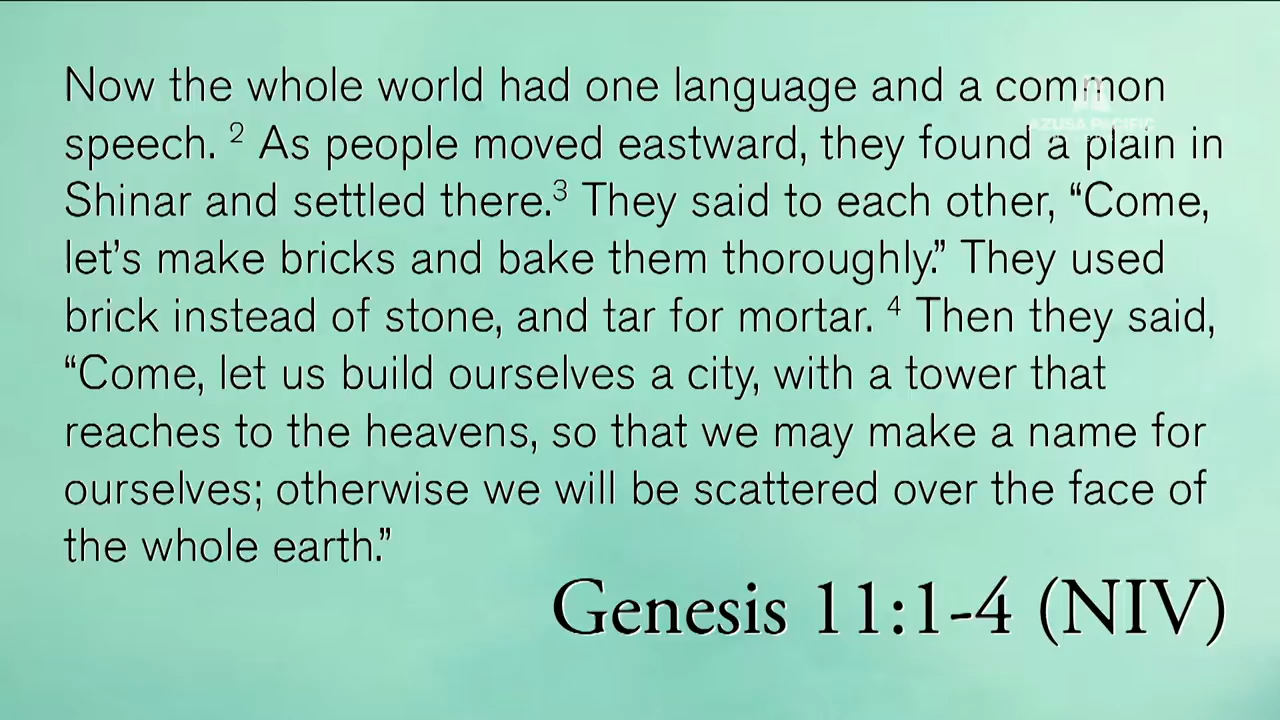 Now the whole world had one language and a common
speech. ² As people moved eastward, they found a plain in
Shinar and settled there.³ They said to each other, “Come,
let’s make bricks and bake them thoroughly.” They used
brick instead of stone, and tar for mortar. ⁴ Then they said,
“Come, let us build ourselves a city, with a tower that
reaches to the heavens, so that we may make a name for
ourselves; otherwise we will be scattered over the face of
the whole earth.”
Genesis 11:1-4 (NIV)
AZUSA PACIFIC